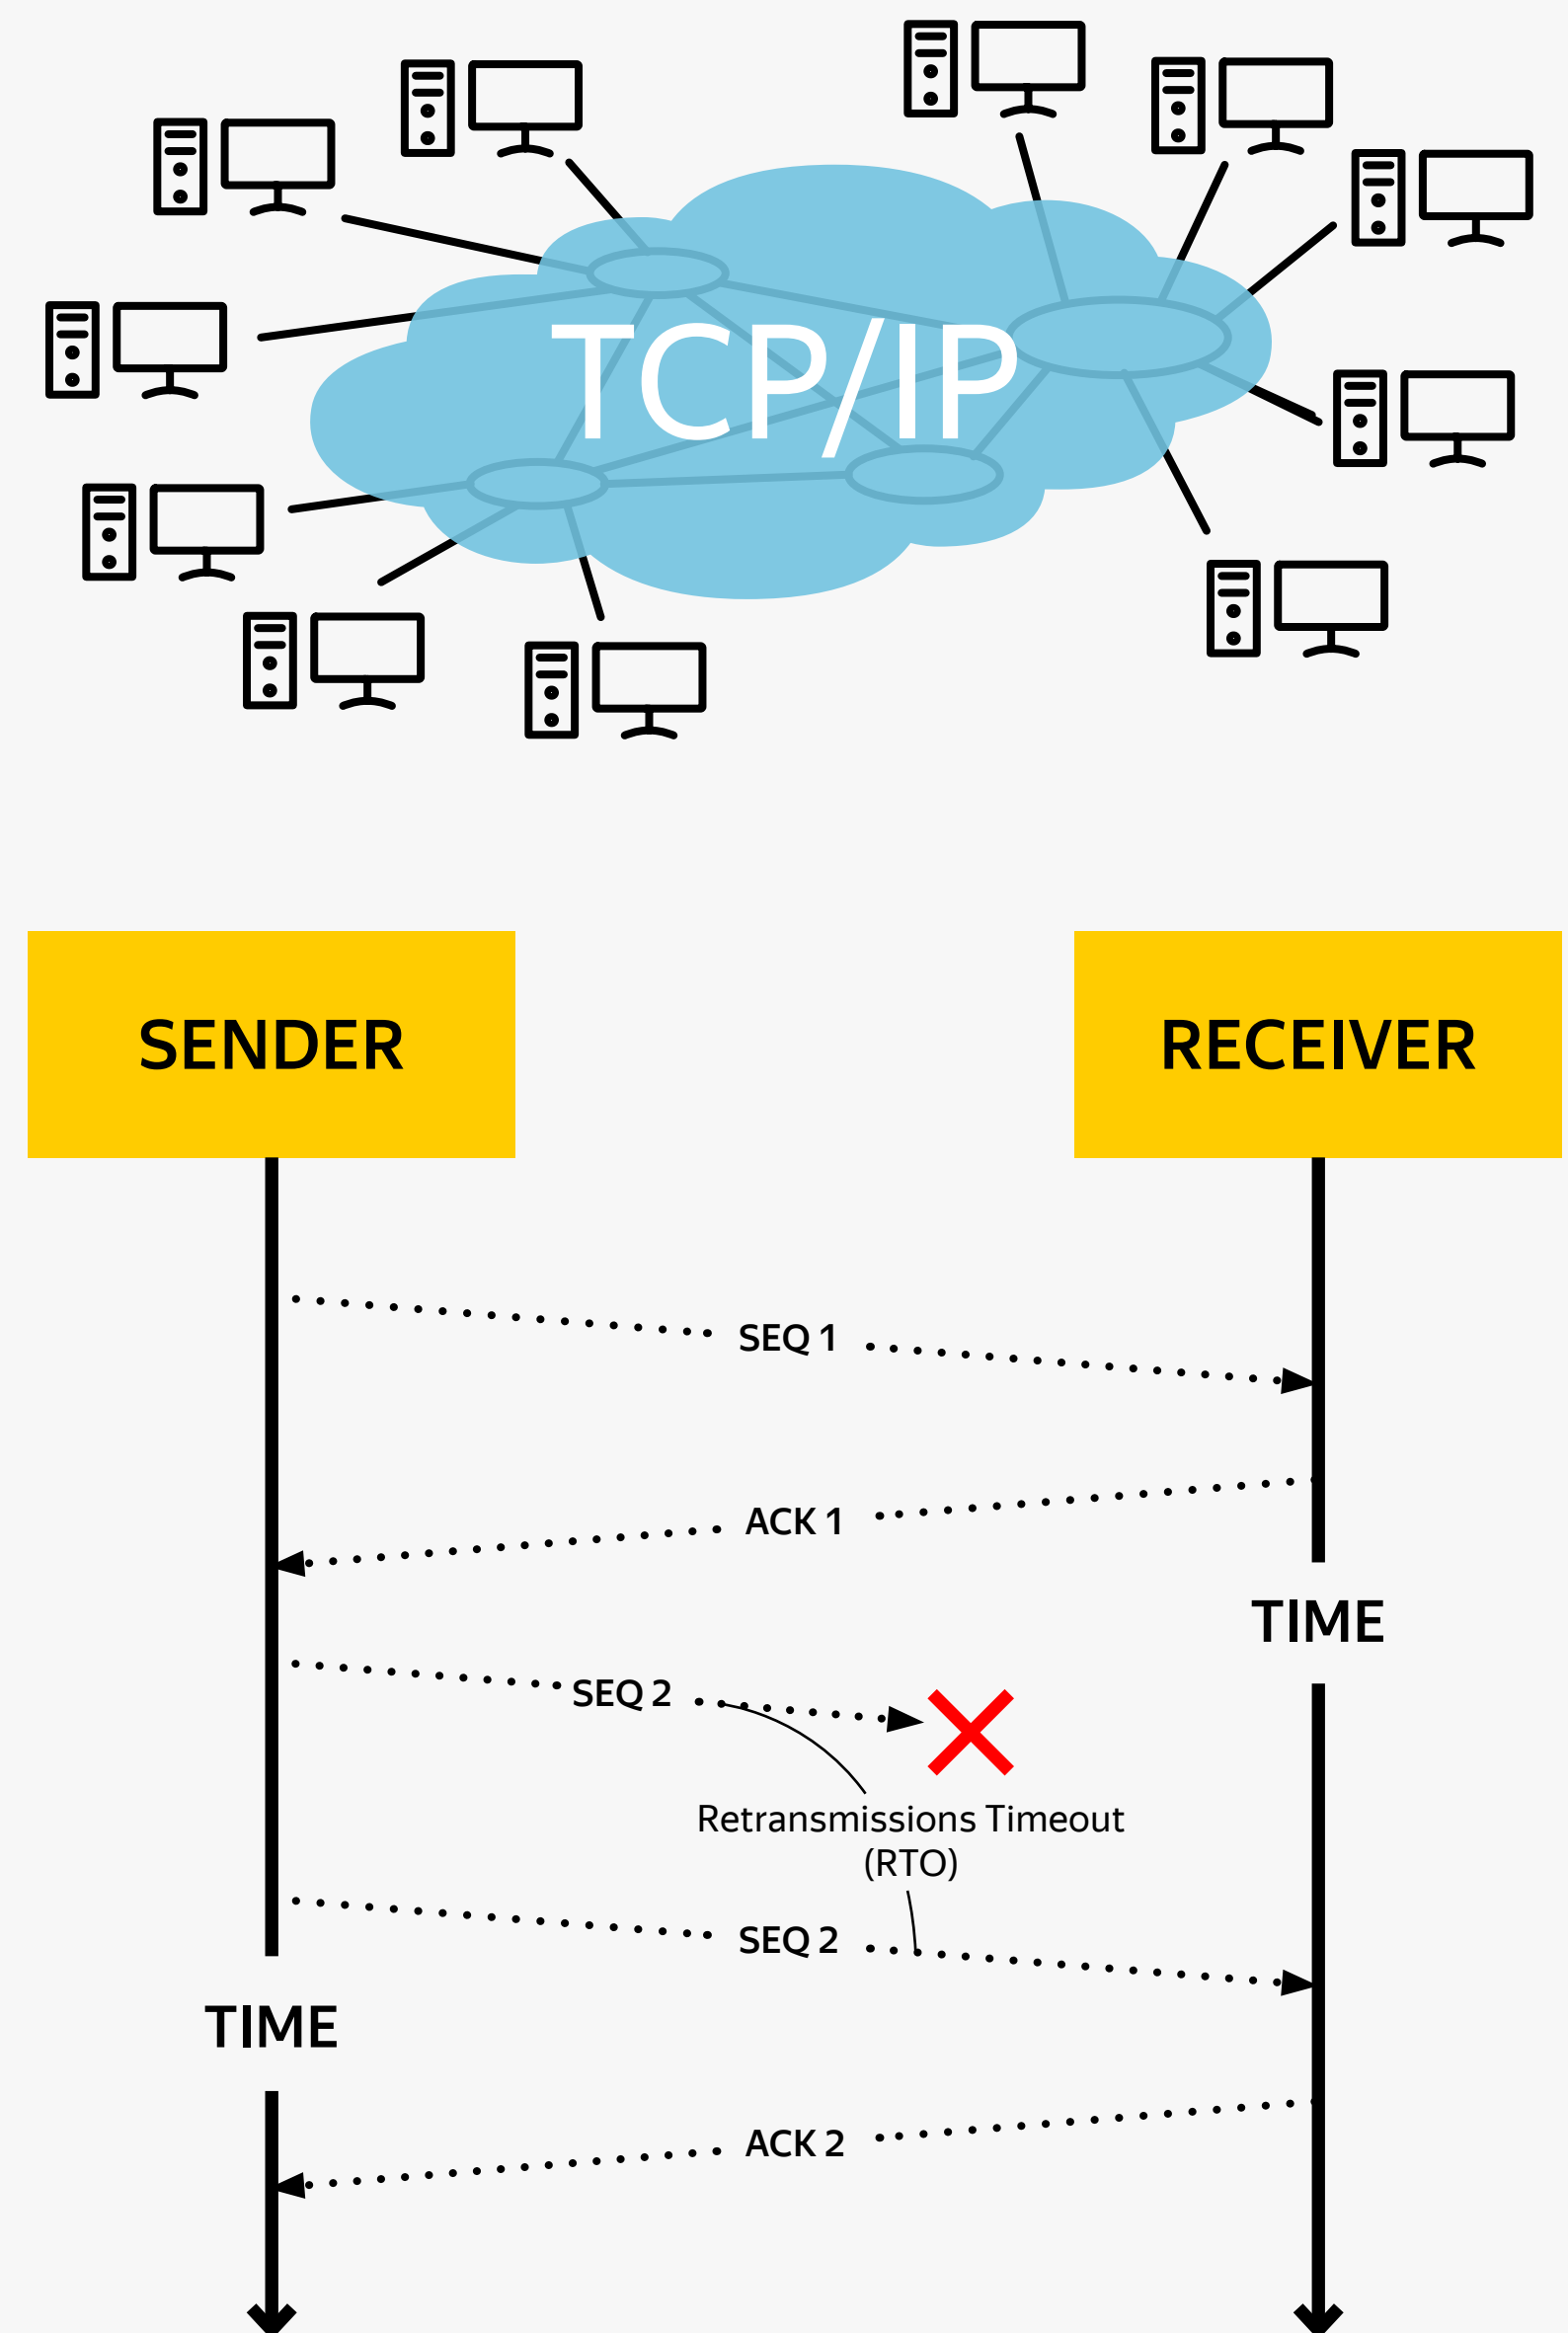 TCP/IP
SENDER
RECEIVER
SEQ 1
ACK 1
TIME
SEQ 2
Retransmissions Timeout
(RTO)
SEQ 2
TIME
ACK 2